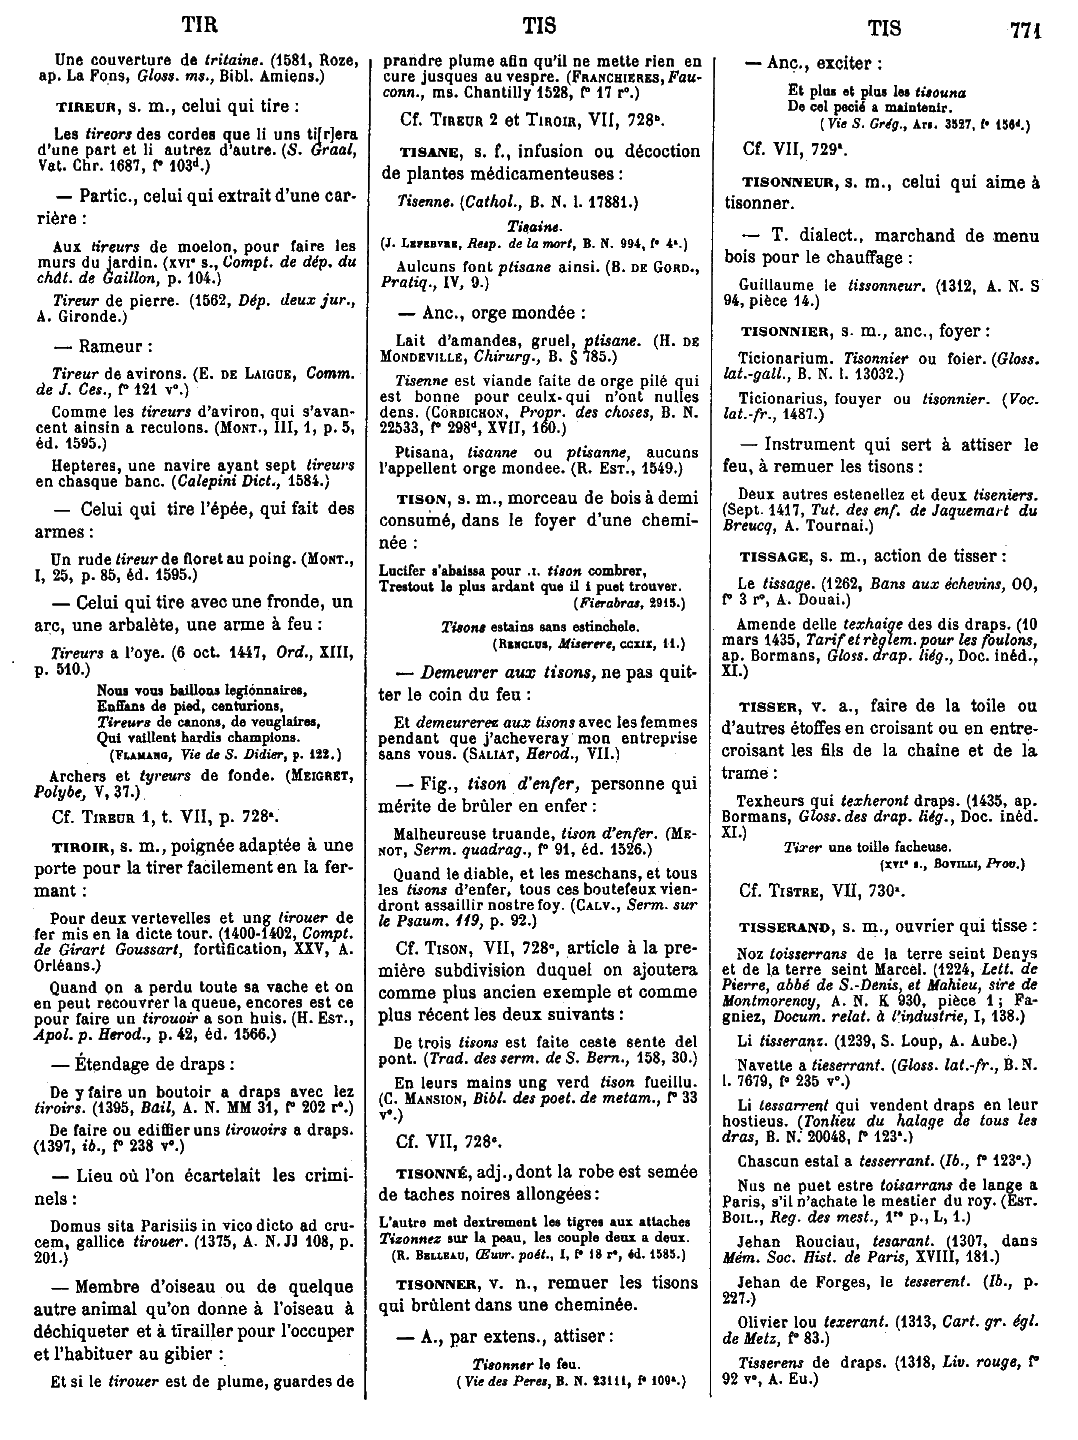 TIR
TIS
TIS
771
Une couverture de tritaine. (1581, Roze,
ap. La Fons, Gloss. ms., Bibl. Amiens.)
TIREUR, s. m., celui qui tire :
Les tireors des cordes que li uns ti[r]era
d'une part et li autrez d'autre. (S. Graal,
Vat. Chr. 1687, f° 103d.)
— Partic., celui qui extrait d'une car-
rière :
Aux tireurs de moelon, pour faire les
murs du jardin. (XVIe s., Compt. de dép. du
chât. de Gaillon, p. 104.)
Tireur de pierre. (1562, Dép. deux jur.,
A. Gironde.)
— Rameur :
Tireur de avirons. (E. DE LAIGUE, Comm.
de J. Ces., f° 121 v°.)
Comme les tireurs d'aviron, qui s'avan-
cent ainsin a reculons. (MONT., III, 1, p. 5,
éd. 1595.)
Hepteres, une navire ayant sept tireurs
en chasque banc. (Calepini Dict., 1584.)
— Celui qui tire l'épée, qui fait des
armes :
Un rude tireur de floret au poing. (MONT.,
I, 25, p. 85, éd. 1595.)
— Celui qui tire avec une fronde, un
arc, une arbalète, une arme à feu :
Tireurs a l'oye. (6 oct. 1447, Ord., XIII,
p. 510.)
Nous vous baillons legionnaires,
Enffans de pied, centurions,
Tireurs de canons, de veuglaires,
Qui vaillent hardis champions.
(FLAMANG, Vie de S. Didier, p. 122.)
Archers et tyreurs de fonde. (MEIGRET,
Polybe, V, 37.)
Cf. TIREUR 1, t. VII, p. 728a.
TIROIR, s. m., poignée adaptée à une
porte pour la tirer facilement en la fer-
mant :
Pour deux vertevelles et ung tirouer de
fer mis en la dicte tour. (1400-1402, Compt.
de Girart Goussart, fortification, XXV, A.
Orléans.)
Quand on a perdu toute sa vache et on
en peut recouvrer la queue, encores est ce
pour faire un tirouoir a son huis. (H. EST.,
Apol. p. Herod., p. 42, éd. 1566.)
— Étendage de draps :
De y faire un boutoir a draps avec lez
tiroirs. (1395, Bail, A. N. MM 31, f° 202 r°.)
De faire ou ediffier uns tirouoirs a draps.
(1397, ib., f° 238 v°.)
— Lieu où l'on écartelait les crimi-
nels :
Domus sita Parisiis in vico dicto ad cru-
cem, gallice tirouer. (1375, A. N. JJ 108, p.
201.)
— Membre d'oiseau ou de quelque
autre animal qu'on donne à l'oiseau à
déchiqueter et à tirailler pour l'occuper
et l'habituer au gibier :
Et si le tirouer est de plume, guardes de
prandre plume afin qu'il ne mette rien en
cure jusques au vespre. (FRANCHIERES, Fau-
conn., ms. Chantilly 1528, f° 17 r°.)
Cf. TIREUR 2 et TIROIR, VII, 728b.
TISANE, s. f., infusion ou décoction
de plantes médicamenteuses :
Tisenne. (Cathol., B. N. l. 17881.)
Tisaine.
(J. LEFEBVRE, Resp. de la mort, B. N. 994, f° 4a.)
Aulcuns font ptisane ainsi. (B. DE GORD.,
Pratiq., IV, 9.)
— Anc., orge mondée :
Lait d'amandes, gruel, ptisane. (H. DE
MONDEVILLE, Chirurg., B. § 785.)
Tisenne est viande faite de orge pilé qui
est bonne pour ceulx-qui n'ont nulles
dens. (CORBICHON, Propr. des choses, B. N.
22533, f° 298d, XVII, 160.)
Ptisana, tisanne ou ptisanne, aucuns
l'appellent orge mondee. (R. EST., 1549.)
TISON, s. m., morceau de bois à demi
consumé, dans le foyer d'une chemi-
née :
Lucifer s'abaissa pour .I. tison combrer,
Trestout le plus ardant que il i puet trouver.
(Fierabras, 2915.)
Tisons estains sans estinchele.
(RENCLUS, Miserere, CCXIX, 11.)
— Demeurer aux tisons, ne pas quit-
ter le coin du feu :
Et demeurerez aux tisons avec les femmes
pendant que j'acheveray mon entreprise
sans vous. (SALIAT, Herod., VII.)
— Fig., tison d'enfer, personne qui
mérite de brûler en enfer :
Malheureuse truande, tison d'enfer. (ME-
NOT, Serm. quadrag., f° 91, éd. 1526.)
Quand le diable, et les meschans, et tous
les tisons d'enfer, tous ces boutefeux vien-
dront assaillir nostre foy. (CALV., Serm. sur
le Psaum. 119, p. 92.)
Cf. TISON, VII, 728c, article à la pre-
mière subdivision duquel on ajoutera
comme plus ancien exemple et comme
plus récent les deux suivants :
De trois tisons est faite ceste sente del
pont. (Trad. des serm. de S. Bern., 158, 30.)
En leurs mains ung verd tison fueillu.
(C. MANSION, Bibl. des poet. de metam., f° 33
v°.)
Cf. VII, 728c.
TISONNÉ, adj., dont la robe est semée
de taches noires allongées :
L'autre met dextrement les tigres aux attaches
Tizonnez sur la peau, les couple deux a deux.
(R. BELLEAU, Œuvr. poét., I, f° 18 r°, éd. 1585.)
TISONNER, v. n., remuer les tisons
qui brûlent dans une cheminée.
— A., par extens., attiser :
Tisonner le feu.
(Vie des Peres, B. N. 23111, f° 109a.)
— Anc., exciter :
Et plus et plus les tisouna
De cel pecié a maintenir.
(Vie S. Grég., Ars. 3527, f° 156d.)
Cf. VII, 729a.
TISONNEUR, s. m., celui qui aime à
tisonner.
— T. dialect., marchand de menu
bois pour le chauffage :
Guillaume le tissonneur. (1312, A. N. S
94, pièce 14.)
TISONNIER, s. m., anc., foyer :
Ticionarium. Tisonnier ou foier. (Gloss.
lat.-gall., B. N. l. 13032.)
Ticionarius, fouyer ou tisonnier. (Voc.
lat.-fr., 1487.)
— Instrument qui sert à attiser le
feu, à remuer les tisons :
Deux autres estenellez et deux tiseniers.
(Sept. 1417, Tut. des enf. de Jaquemart du
Breucq, A. Tournai.)
TISSAGE, s. m., action de tisser :
Le tissage. (1262, Bans aux échevins, OO,
f° 3 r°, A. Douai.)
Amende delle texhaige des dis draps. (10
mars 1435, Tarif et règlem. pour les foulons,
ap. Bormans, Gloss. drap. liég., Doc. inéd.,
XI.)
TISSER, v. a., faire de la toile ou
d'autres étoffes en croisant ou en entre-
croisant les fils de la chaîne et de la
trame :
Texheurs qui texheront draps. (1435, ap.
Bormans, Gloss. des drap. liég., Doc. inéd.
XI.)
Tixer une toille facheuse.
(XVIe s., BOVILLI, Prov.)
Cf. TISTRE, VII, 730a.
TISSERAND, s. m., ouvrier qui tisse :
Noz toisserrans de la terre seint Denys
et de la terre seint Marcel. (1224, Lett. de
Pierre, abbé de S.-Denis, et Mahieu, sire de
Montmorency, A. N. K 930, pièce 1; Fa-
gniez, Docum. relat. à l'industrie, I, 138.)
Li tisseranz. (1239, S. Loup, A. Aube.)
Navette a tieserrant. (Gloss. lat.-fr., B. N.
l. 7679, f° 235 v°.)
Li tessarrent qui vendent draps en leur
hostieus. (Tonlieu du halage de tous les
dras, B. N. 20048, f° 123a.)
Chascun estal a tesserrant. (Ib., f° 123c.)
Nus ne puet estre toisarrans de lange a
Paris, s'il n'achate le mestier du roy. (EST.
BOIL., Reg. des mest., 1re p., L, 1.)
Jehan Rouciau, tesarant. (1307, dans
Mém. Soc. Hist. de Paris, XVIII, 181.)
Jehan de Forges, le tesserent. (Ib., p.
227.)
Olivier lou texerant. (1313, Cart. gr. égl.
de Metz, f° 83.)
Tisserens de draps. (1318, Liv. rouge, f°
92 v°, A. Eu.)